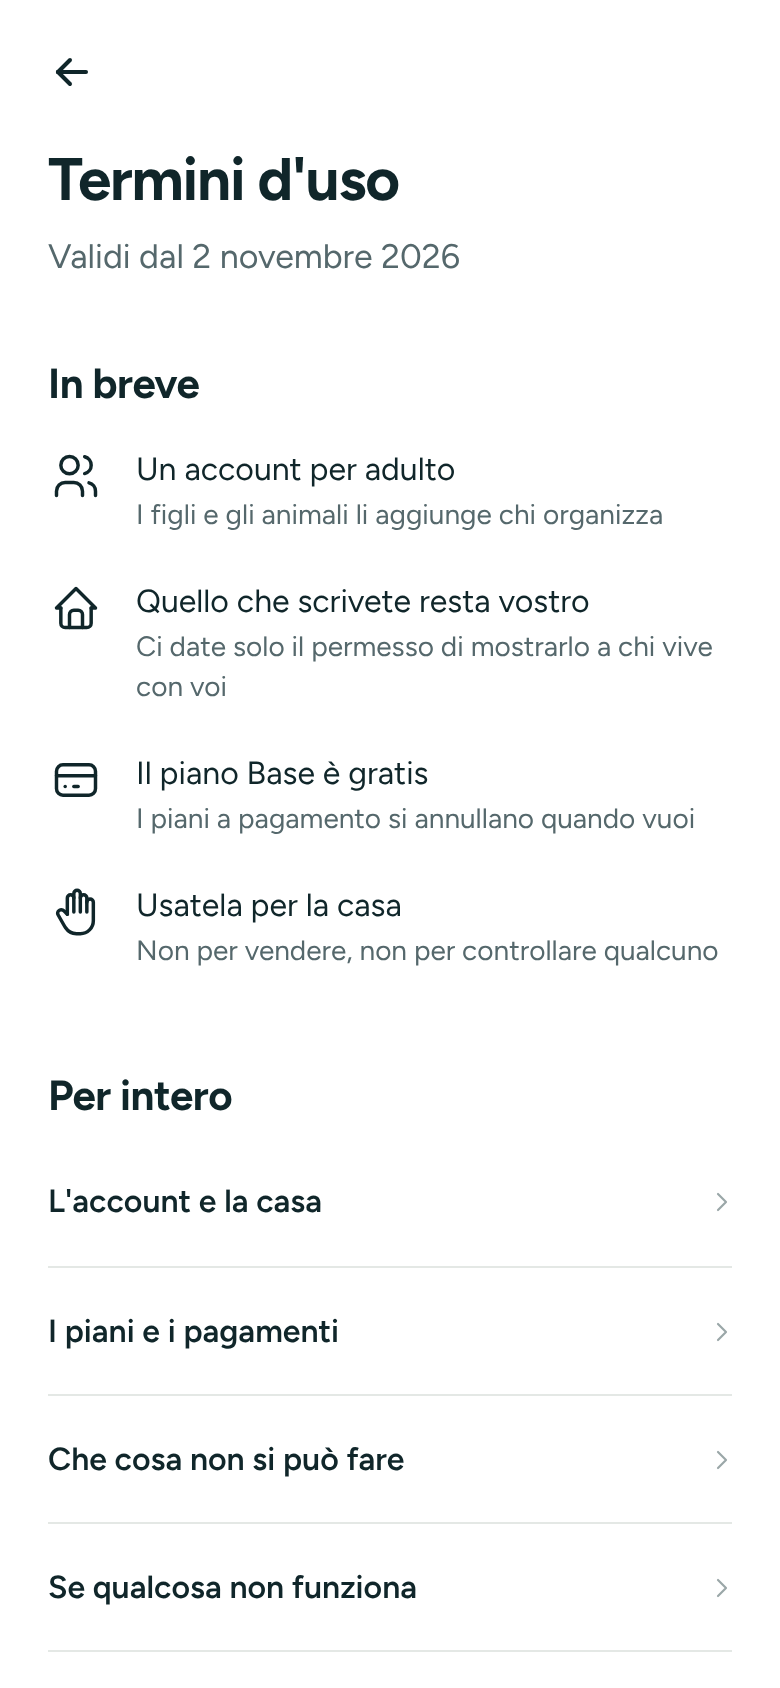 Termini d'uso
Validi dal 2 novembre 2026
In breve
Un account per adulto
I figli e gli animali li aggiunge chi organizza
Quello che scrivete resta vostro
Ci date solo il permesso di mostrarlo a chi vive
con voi
Il piano Base è gratis
I piani a pagamento si annullano quando vuoi
Usatela per la casa
Non per vendere, non per controllare qualcuno
Per intero
L'account e la casa
I piani e i pagamenti
Che cosa non si può fare
Se qualcosa non funziona